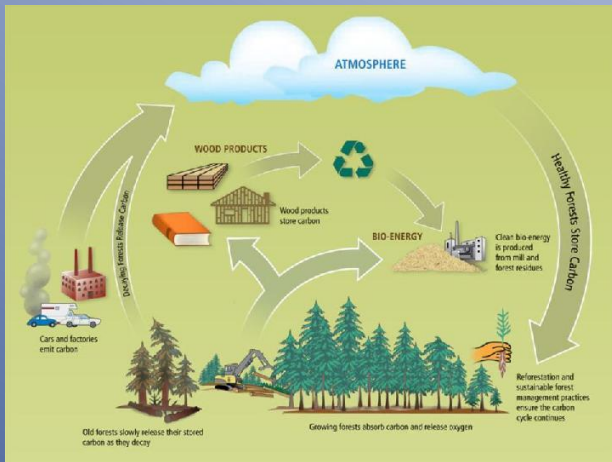 ATMOSPHERE
WOOD PRODUCTS
Wood products
store carbon
BIO-ENERGY
Clean bio-energy
is produced
from mill and
forest residues
Healthy Forests Store Carbon
Decaying Forests Release Carbon
Cars and factories
emit carbon
Old forests slowly release their stored
carbon as they decay
Growing forests absorb carbon and release oxygen
Reforestation and
sustainable forest
management practices
ensure the carbon
cycle continues